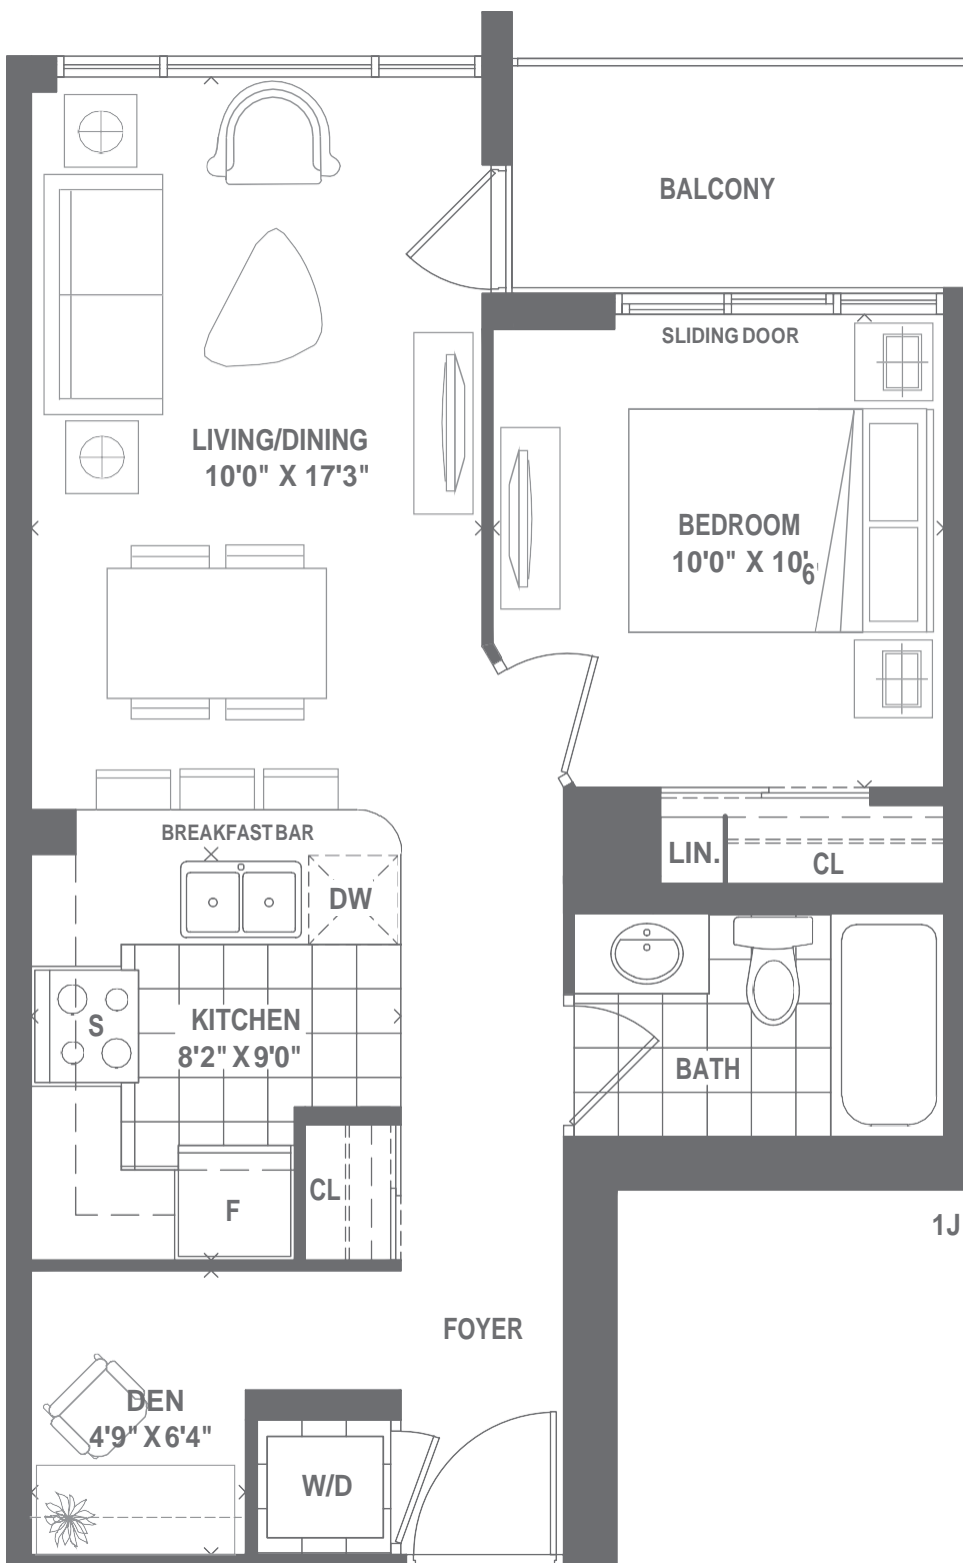 BALCONY
SLIDING DOOR
LIVING/DINING
10'0" X 17'3"
BEDROOM
10'0" X 10'6
BREAKFAST BAR
LIN.
CL
DW
S
KITCHEN
8'2" X 9'0"
BATH
CL
F
1J
FOYER
DEN
4'9" X 6'4"
W/D